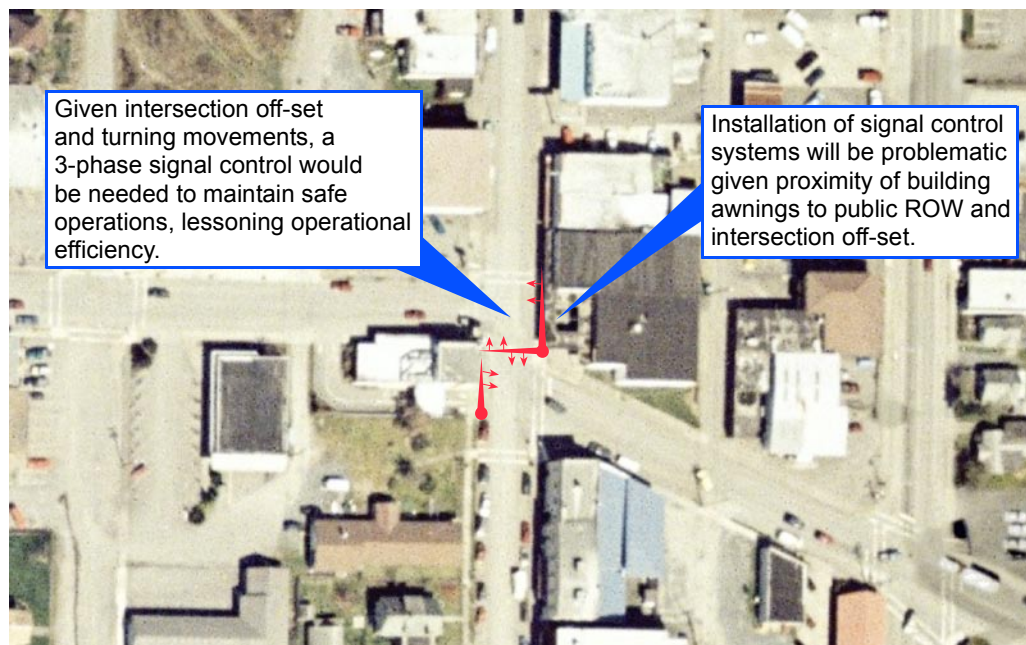 Given intersection off-set
and turning movements, a
3-phase signal control would
be needed to maintain safe
operations, lessoning operational
efficiency.
Installation of signal control
systems will be problematic
given proximity of building
awnings to public ROW and
intersection off-set.